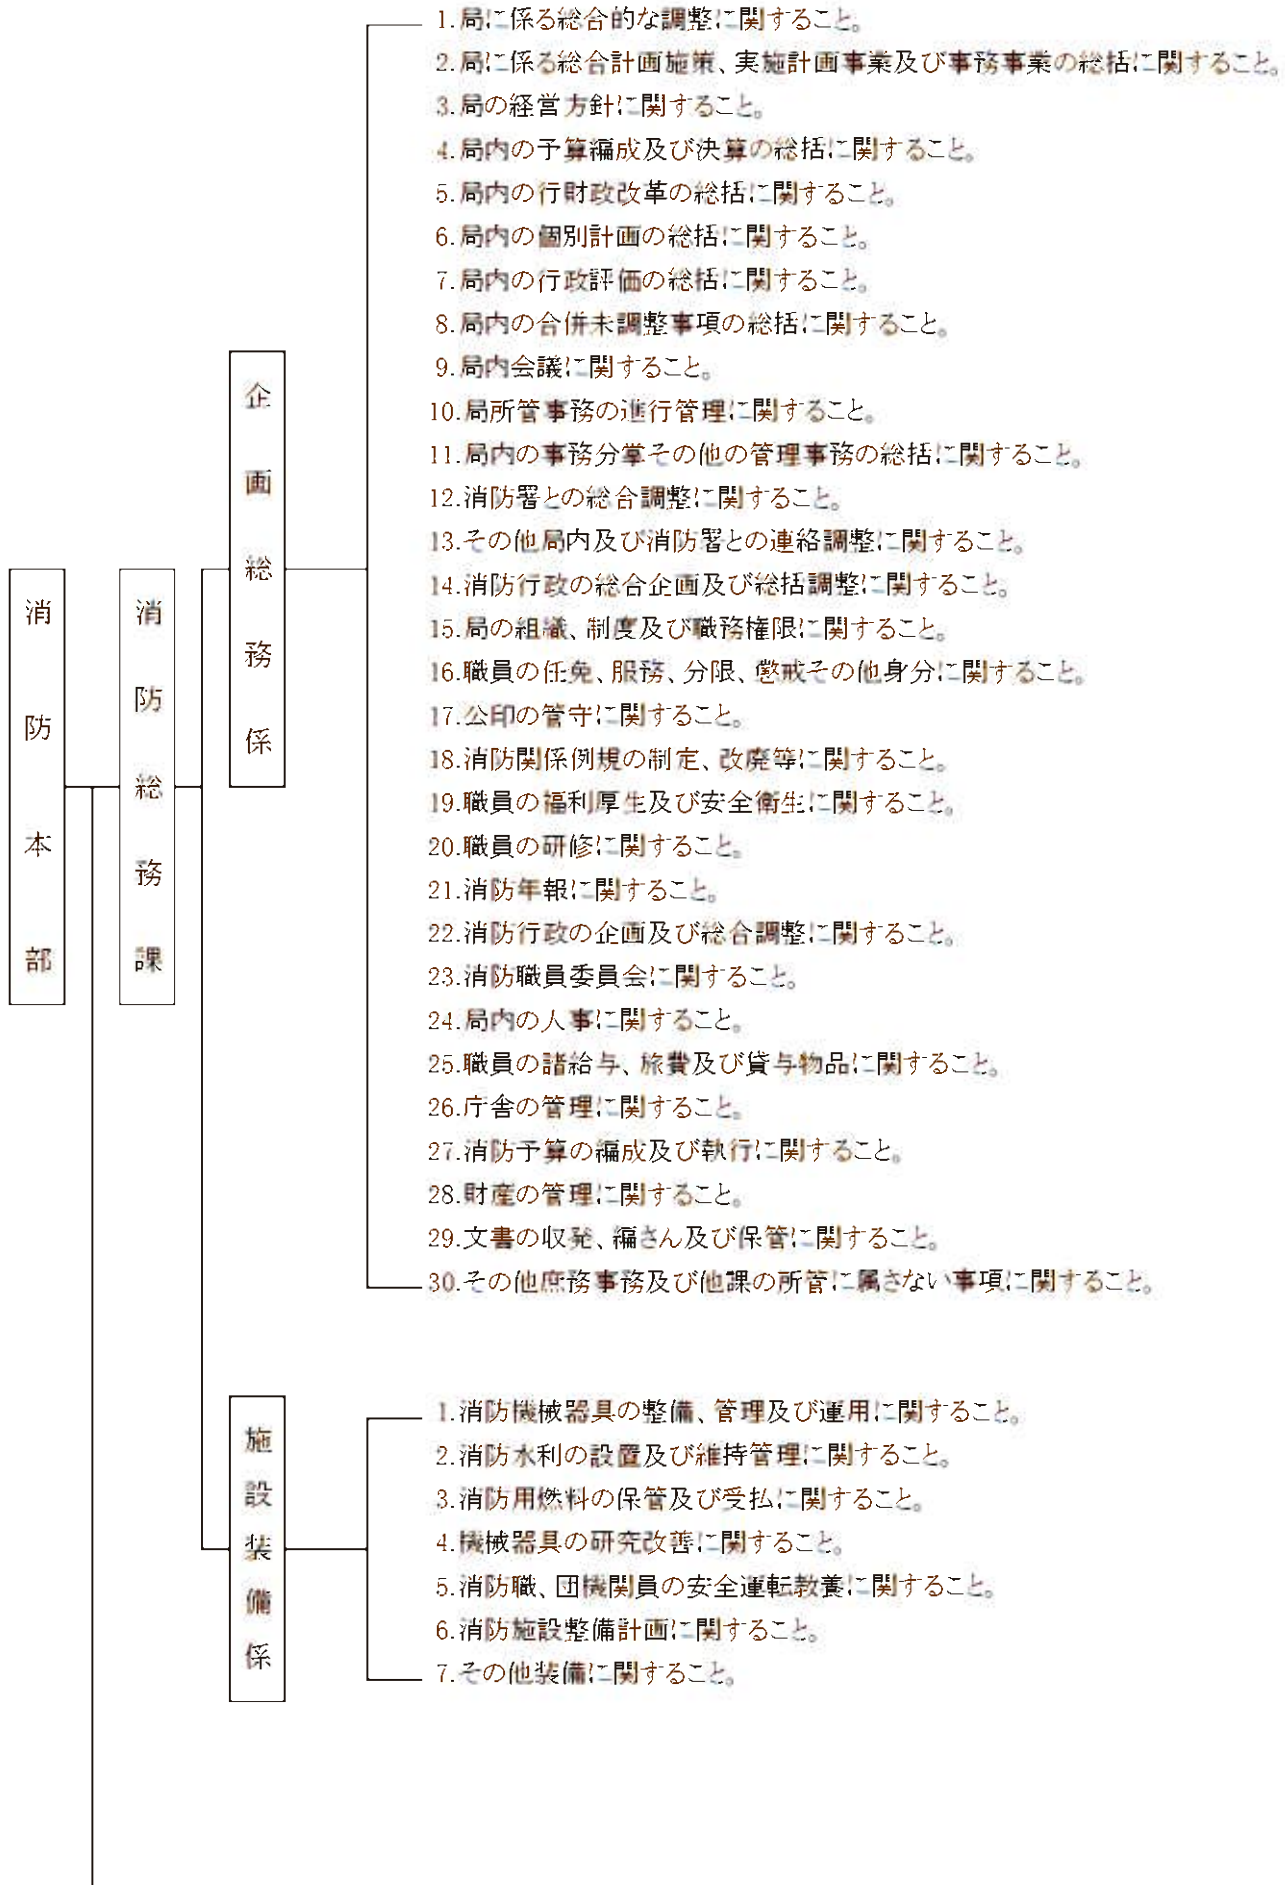 消防本部
消防総務課
企画総務係
1.局に係る総合的な調整に関すること。
2.局に係る総合計画施策、実施計画事業及び事務事業の総括に関すること。
3.局の経営方針に関すること。
4.局内の予算編成及び決算の総括に関すること。
5.局内の行財政改革の総括に関すること。
6.局内の個別計画の総括に関すること。
7.局内の行政評価の総括に関すること。
8.局内の合併未調整事項の総括に関すること。
9.局内会議に関すること。
10.局所管事務の進行管理に関すること。
11.局内の事務分掌その他の管理事務の総括に関すること。
12.消防署との総合調整に関すること。
13.その他局内及び消防署との連絡調整に関すること。
14.消防行政の総合企画及び総括調整に関すること。
15.局の組織、制度及び職務権限に関すること。
16.職員の任免、服務、分限、懲戒その他身分に関すること。
17.公印の管守に関すること。
18.消防関係例規の制定、改廃等に関すること。
19.職員の福利厚生及び安全衛生に関すること。
20.職員の研修に関すること。
21.消防年報に関すること。
22.消防行政の企画及び総合調整に関すること。
23.消防職員委員会に関すること。
24.局内の人事に関すること。
25.職員の諸給与、旅費及び貸与物品に関すること。
26.庁舎の管理に関すること。
27.消防予算の編成及び執行に関すること。
28.財産の管理に関すること。
29.文書の収発、編さん及び保管に関すること。
30.その他庶務事務及び他課の所管に属さない事項に関すること。
施設装備係
1.消防機械器具の整備、管理及び運用に関すること。
2.消防水利の設置及び維持管理に関すること。
3.消防用燃料の保管及び受払に関すること。
4.機械器具の研究改善に関すること。
5.消防職、団機関員の安全運転教養に関すること。
6.消防施設整備計画に関すること。
7.その他装備に関すること。